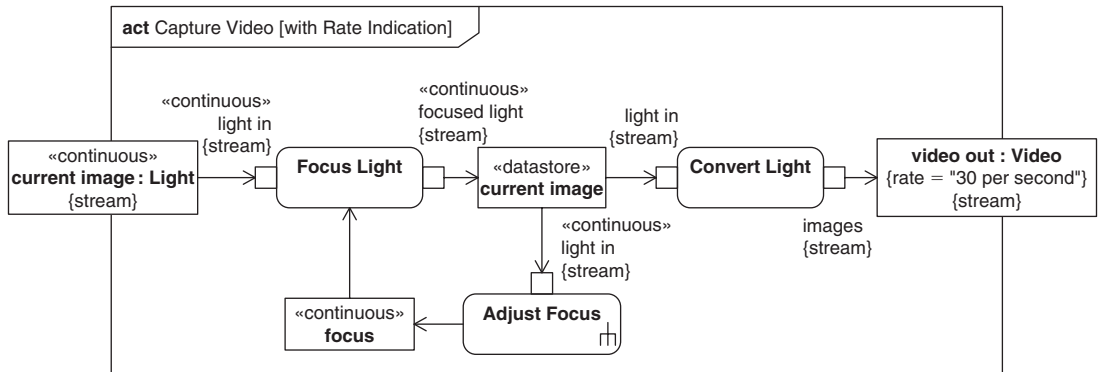 act Capture Video [with Rate Indication]
«continuous»
light in
{stream}
«continuous»
focused light
{stream}
light in
{stream}
«continuous»
current image : Light
{stream}
Focus Light
«datastore»
current image
Convert Light
video out : Video
{rate = "30 per second"}
{stream}
«continuous»
light in
{stream}
images
{stream}
«continuous»
focus
Adjust Focus